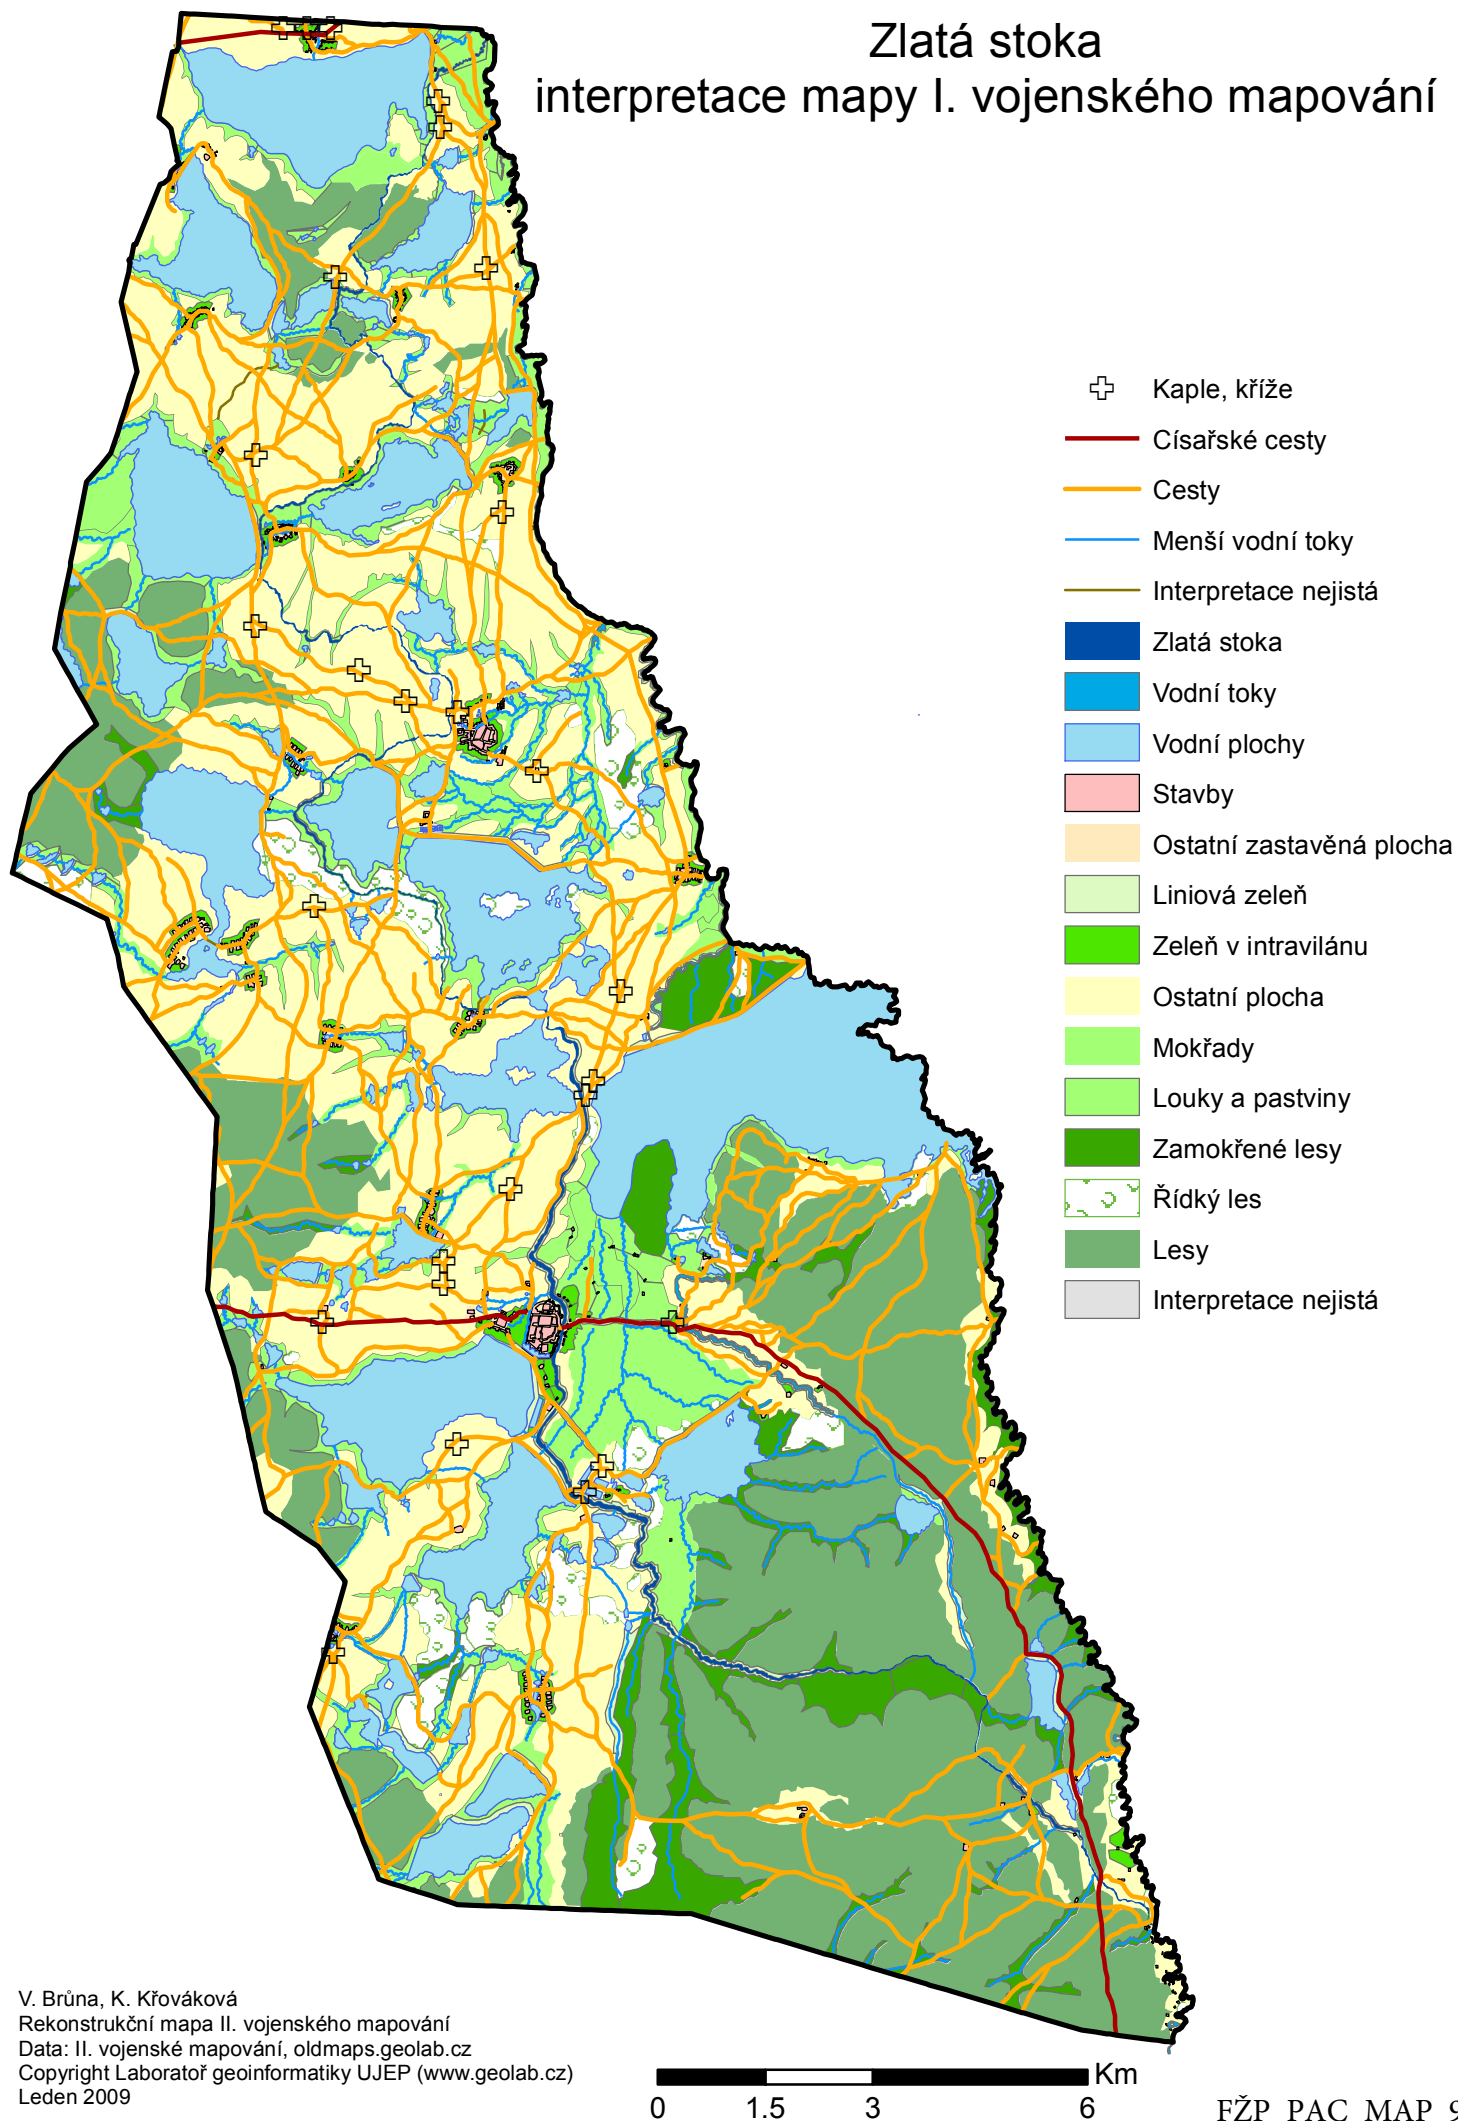 Zlatá stoka
interpretace mapy I. vojenského mapování
Kaple, kříže
Císařské cesty
Cesty
Menší vodní toky
Interpretace nejistá
Zlatá stoka
Vodní toky
Vodní plochy
Stavby
Ostatní zastavěná plocha
Liniová zeleň
Zeleň v intravilánu
Ostatní plocha
Mokřady
Louky a pastviny
Zamokřené lesy
Řídký les
Lesy
Interpretace nejistá
V. Brůna, K. Křováková
Rekonstrukční mapa II. vojenského mapování
Data: II. vojenské mapování, oldmaps.geolab.cz
Copyright Laboratoř geoinformatiky UJEP (www.geolab.cz)
Leden 2009
Km
0 1.5 3 6
FŽP PAC MAP 9